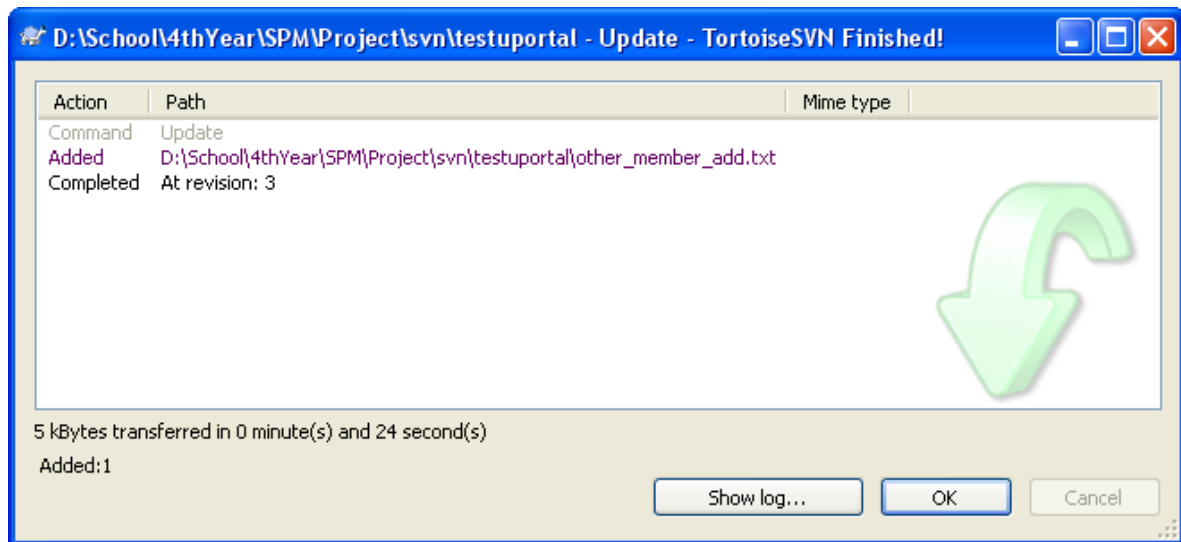 D:\School\4thYear\SPM\Project\svn\testuportal - Update - TortoiseSVN Finished!
Action Path Mime type
Command Update
Added D:\School\4thYear\SPM\Project\svn\testuportal\other_member_add.txt
Completed At revision: 3
5 kBytes transferred in 0 minute(s) and 24 second(s)
Added:1
Show log... OK Cancel